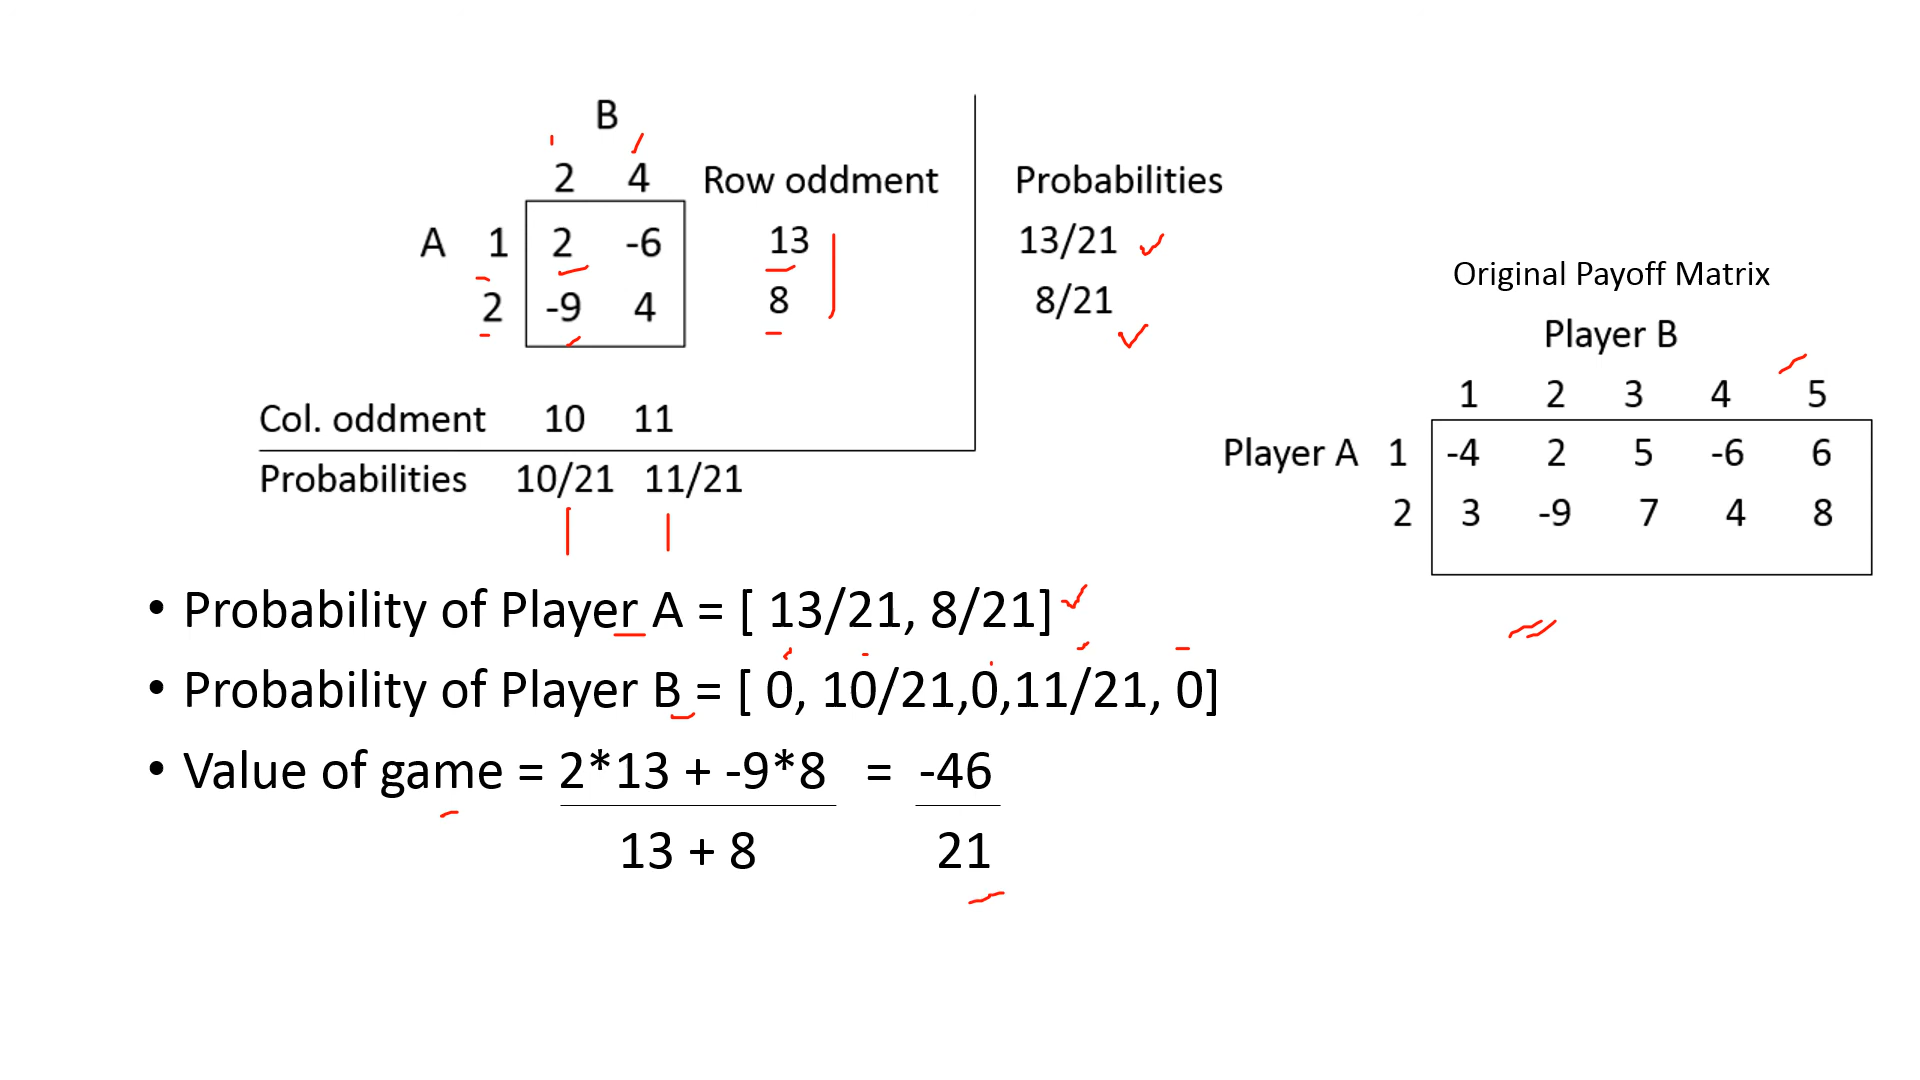 B
2 4 Row oddment Probabilities
A 1 2 -6 13 13/21
2 -9 4 8 8/21
Col. oddment 10 11
Probabilities 10/21 11/21
Original Payoff Matrix
Player B
1 2 3 4 5
Player A 1 -4 2 5 -6 6
2 3 -9 7 4 8
• Probability of Player A = [ 13/21, 8/21]
• Probability of Player B = [ 0, 10/21,0,11/21, 0]
• Value of game = 2*13 + -9*8 = -46
13 + 8 21